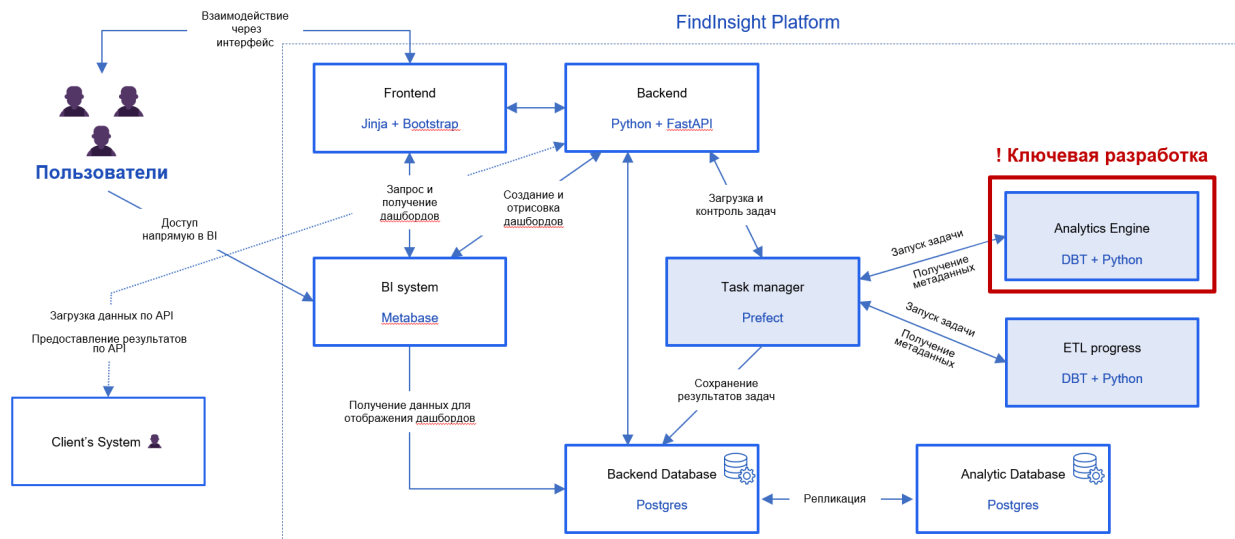 Взаимодействие
через
интерфейс
FindInsight Platform
Frontend
Jinja + Bootstrap
Backend
Python + FastAPI
Пользователи
! Ключевая разработка
Запрос и
получение
дашбордов
Создание и
отрисовка
дашбордов
Загрузка и
контроль задач
Доступ
напрямую в BI
Analytics Engine
DBT + Python
Запуск задачи
Получение
метаданных
BI system
Metabase
Task manager
Prefect
Загрузка данных по API
Предоставление результатов
по API
Запуск задачи
Получение
метаданных
ETL progress
DBT + Python
Сохранение
результатов задач
Получение данных для
отображения дашбордов
Client's System
Backend Database
Postgres
Репликация
Analytic Database
Postgres